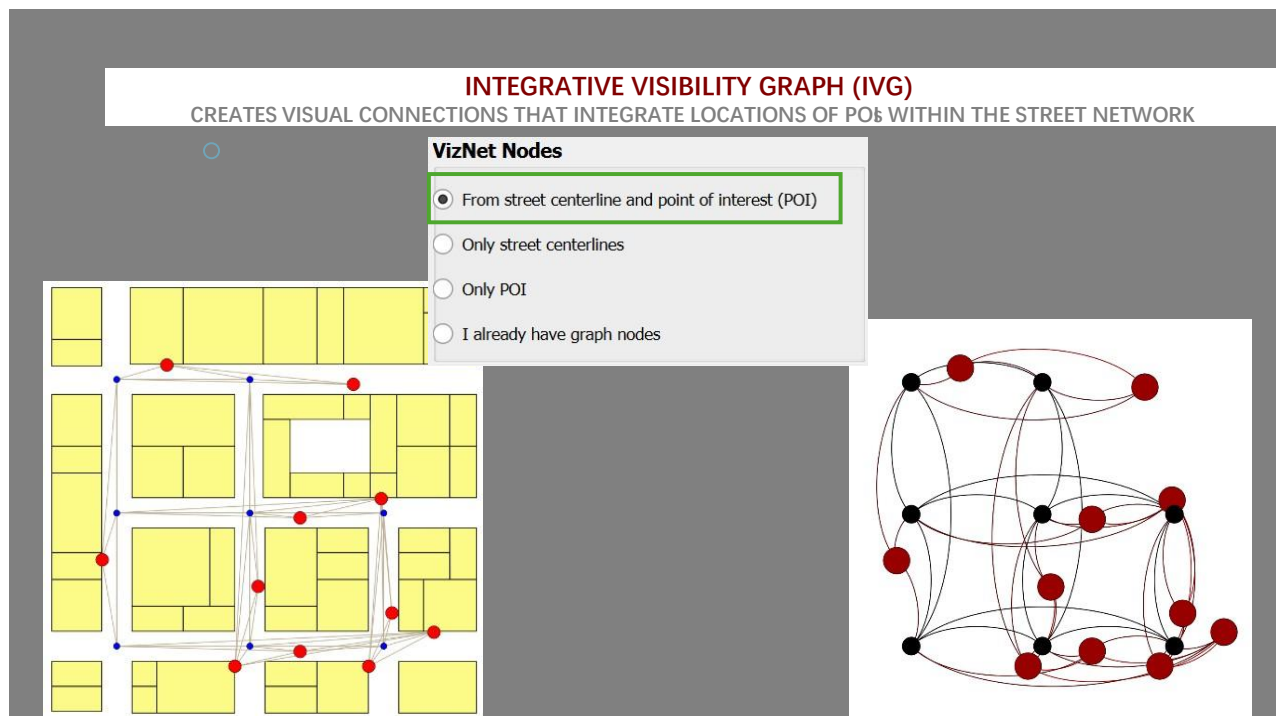 INTEGRATIVE VISIBILITY GRAPH (IVG)
CREATES VISUAL CONNECTIONS THAT INTEGRATE LOCATIONS OF POIs WITHIN THE STREET NETWORK
VizNet Nodes
From street centerline and point of interest (POI)
Only street centerlines
Only POI
I already have graph nodes